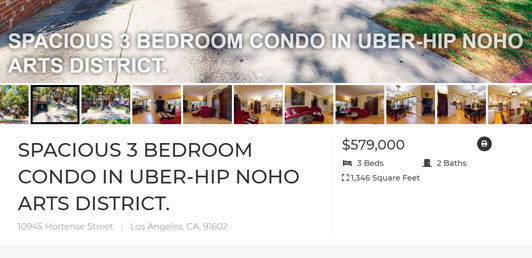 SPACIOUS 3 BEDROOM CONDO IN UBER-HIP NOHO
ARTS DISTRICT.
SPACIOUS 3 BEDROOM
CONDO IN UBER-HIP NOHO
ARTS DISTRICT.
10945 Hortense Street | Los Angeles, CA, 91602
$579,000
3 Beds 2 Baths
1,346 Square Feet